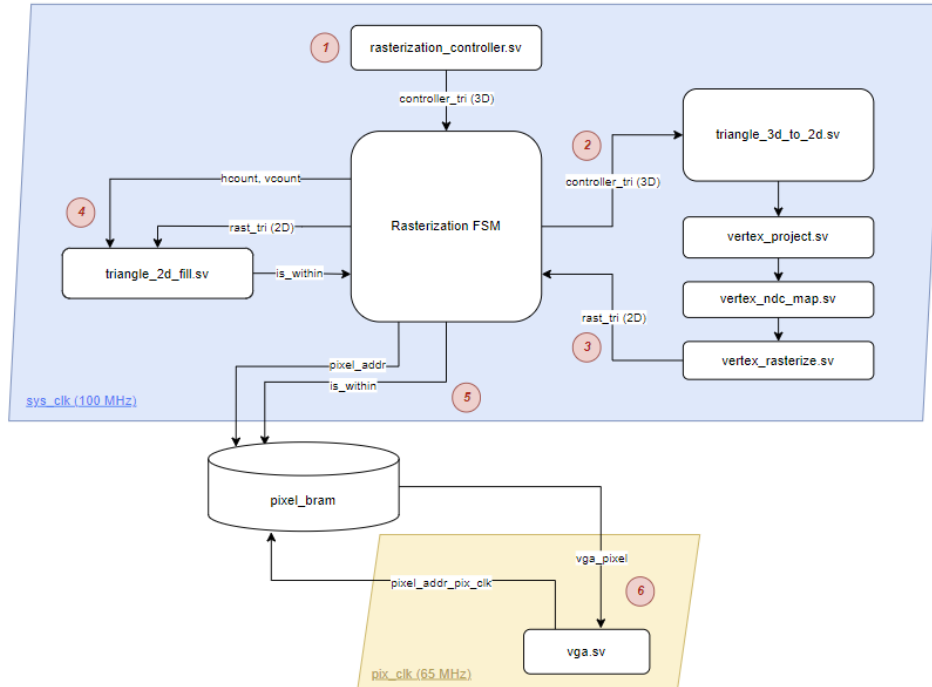 1
rasterization_controller.sv
controller_tri (3D)
2
triangle_3d_to_2d.sv
controller_tri (3D)
hcount, vcount
4
rast_tri (2D)
Rasterization FSM
triangle_2d_fill.sv
is_within
vertex_project.sv
vertex_ndc_map.sv
rast_tri (2D)
3
vertex_rasterize.sv
pixel_addr
is_within
5
sys_clk (100 MHz)
pixel_bram
vga_pixel
pixel_addr_pix_clk
6
vga.sv
pix_clk (65 MHz)